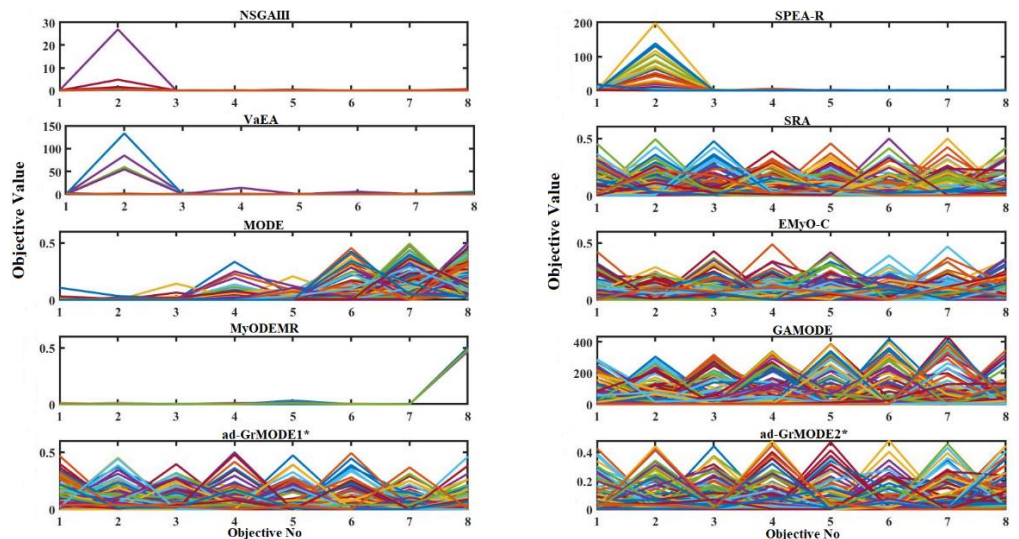 NSGAIII
30
20
10
0
1 2 3 4 5 6 7 8
VaEA
150
100
50
0
1 2 3 4 5 6 7 8
MODE
0.5
0
1 2 3 4 5 6 7 8
MyODEMR
0.5
0
1 2 3 4 5 6 7 8
ad-GrMODE1*
0.5
0
1 2 3 4 5 6 7 8
Objective No
Objective Value
SPEA-R
200
100
0
1 2 3 4 5 6 7 8
SRA
0.5
0
1 2 3 4 5 6 7 8
EMyO-C
0.5
0
1 2 3 4 5 6 7 8
GAMODE
400
200
0
1 2 3 4 5 6 7 8
ad-GrMODE2*
0.4
0.2
0
1 2 3 4 5 6 7 8
Objective No
Objective Value